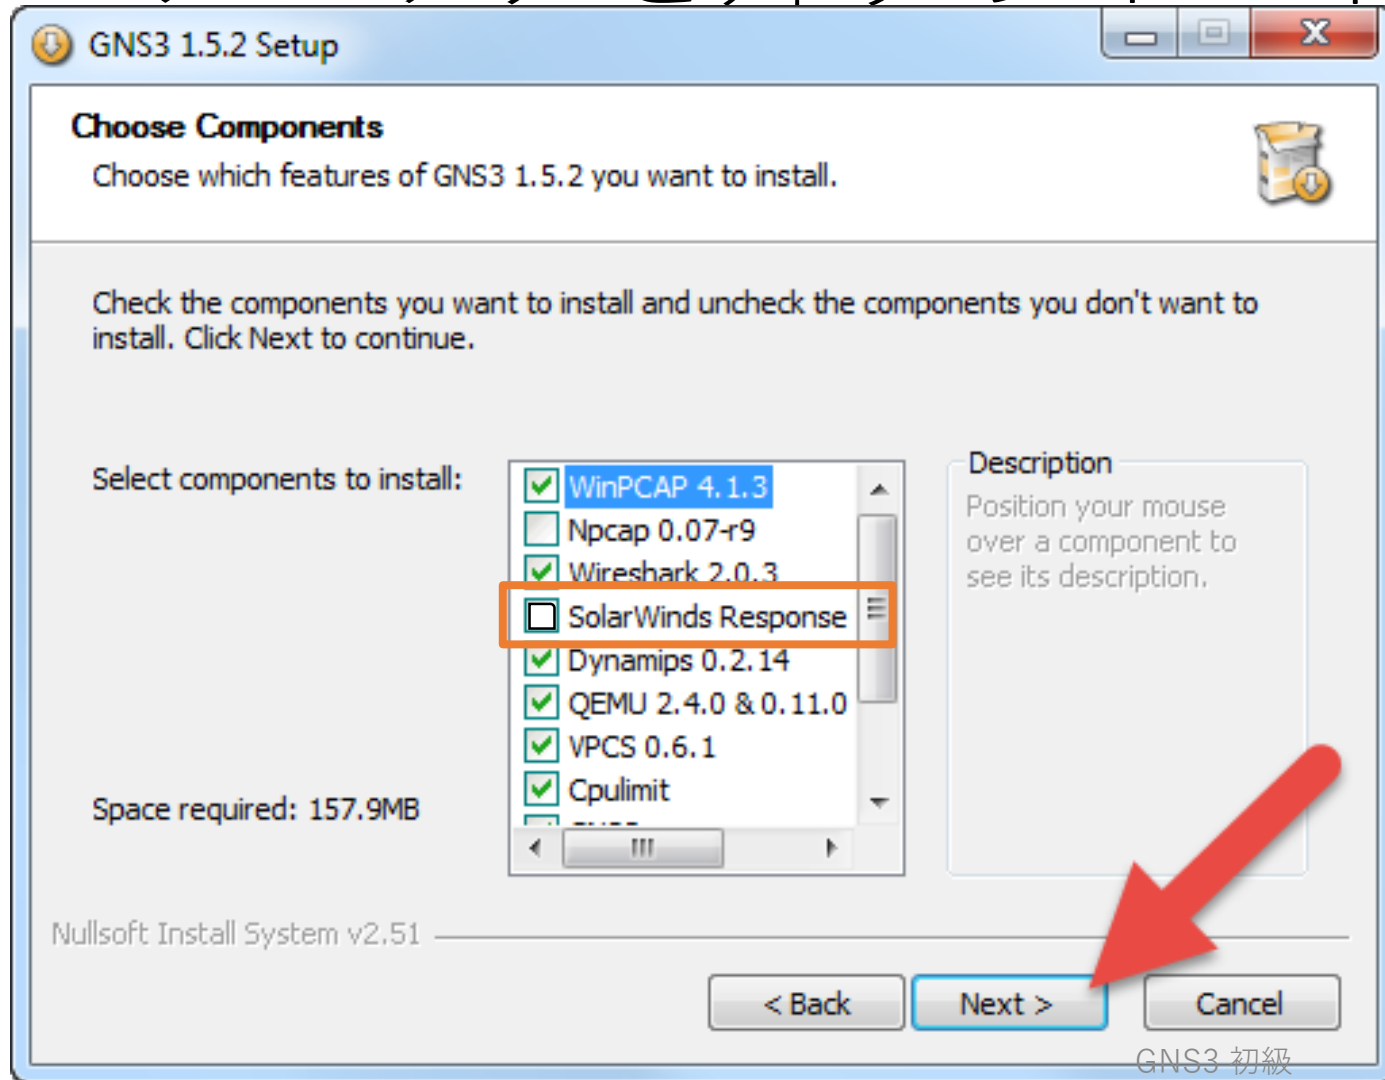 GNS3 1.5.2 Setup
Choose Components
Choose which features of GNS3 1.5.2 you want to install.
Check the components you want to install and uncheck the components you don't want to
install. Click Next to continue.
Select components to install:
WinPCAP 4.1.3
Npcap 0.07-r9
Wireshark 2.0.3
SolarWinds Response
Dynamips 0.2.14
QEMU 2.4.0 & 0.11.0
VPCS 0.6.1
Cpulimit
Description
Position your mouse
over a component to
see its description.
Space required: 157.9MB
Nullsoft Install System v2.51
< Back
Next >
Cancel
GNS3 初級